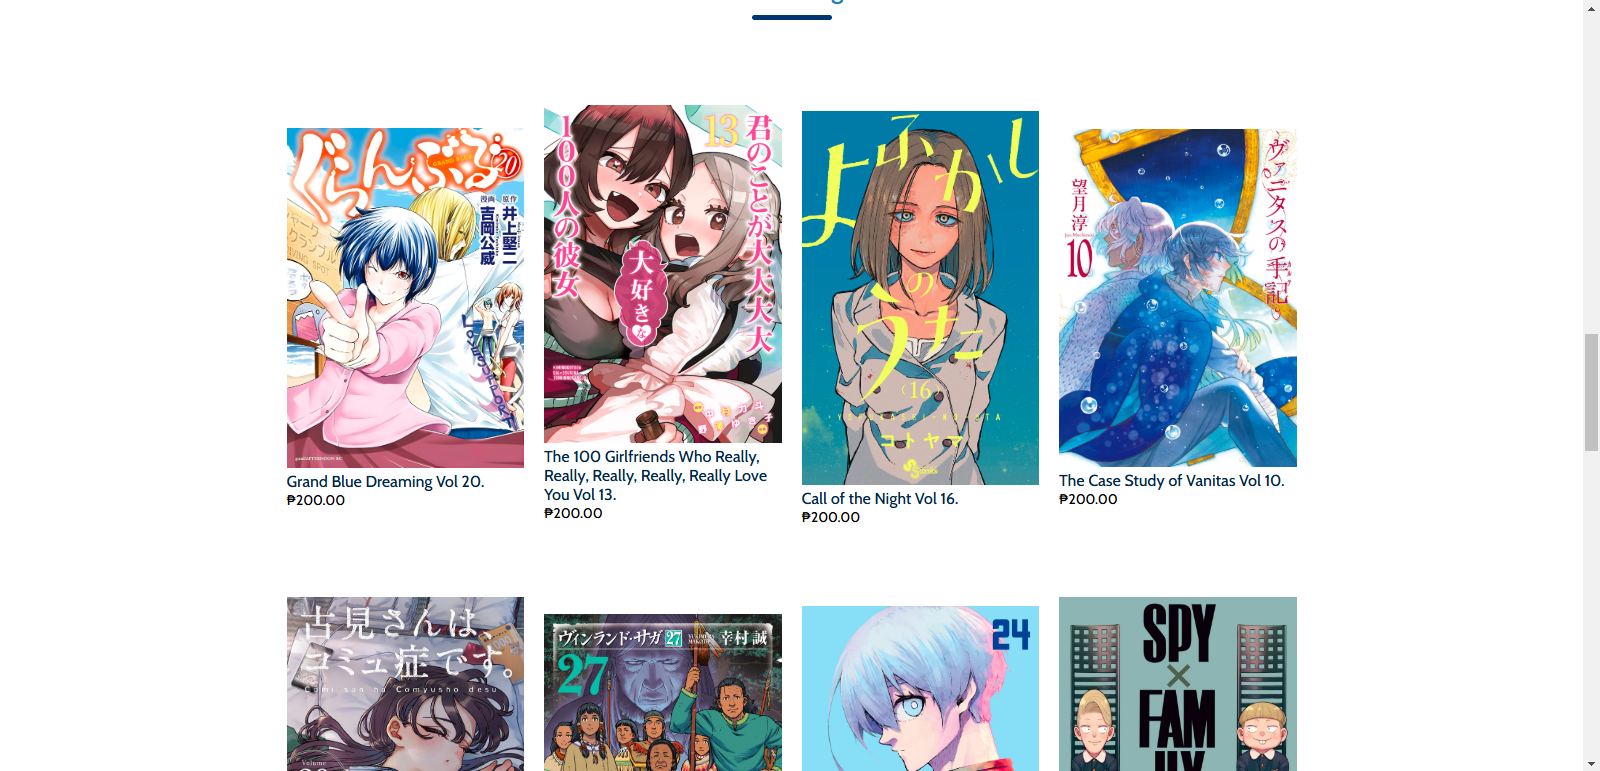 ぐらんぶる
20
漫画 原作
吉岡公威
井上堅二
LOVE SUPPORT
Grand Blue Dreaming Vol 20.
₱200.00
君のことが大大大大大
13
100人の彼女
大好きな
The 100 Girlfriends Who Really,
Really, Really, Really, Really Love
You Vol 13.
₱200.00
よふかしのうた
(16)
コトヤマ
Call of the Night Vol 16.
₱200.00
ヴァニタスの手記
望月淳
10
The Case Study of Vanitas Vol 10.
₱200.00
古見さんは、
コミュ症です。
Comi san ha Comyusho desu
Volume
ヴィンランド・サガ 27
幸村誠
27
24
SPY
×
FAM